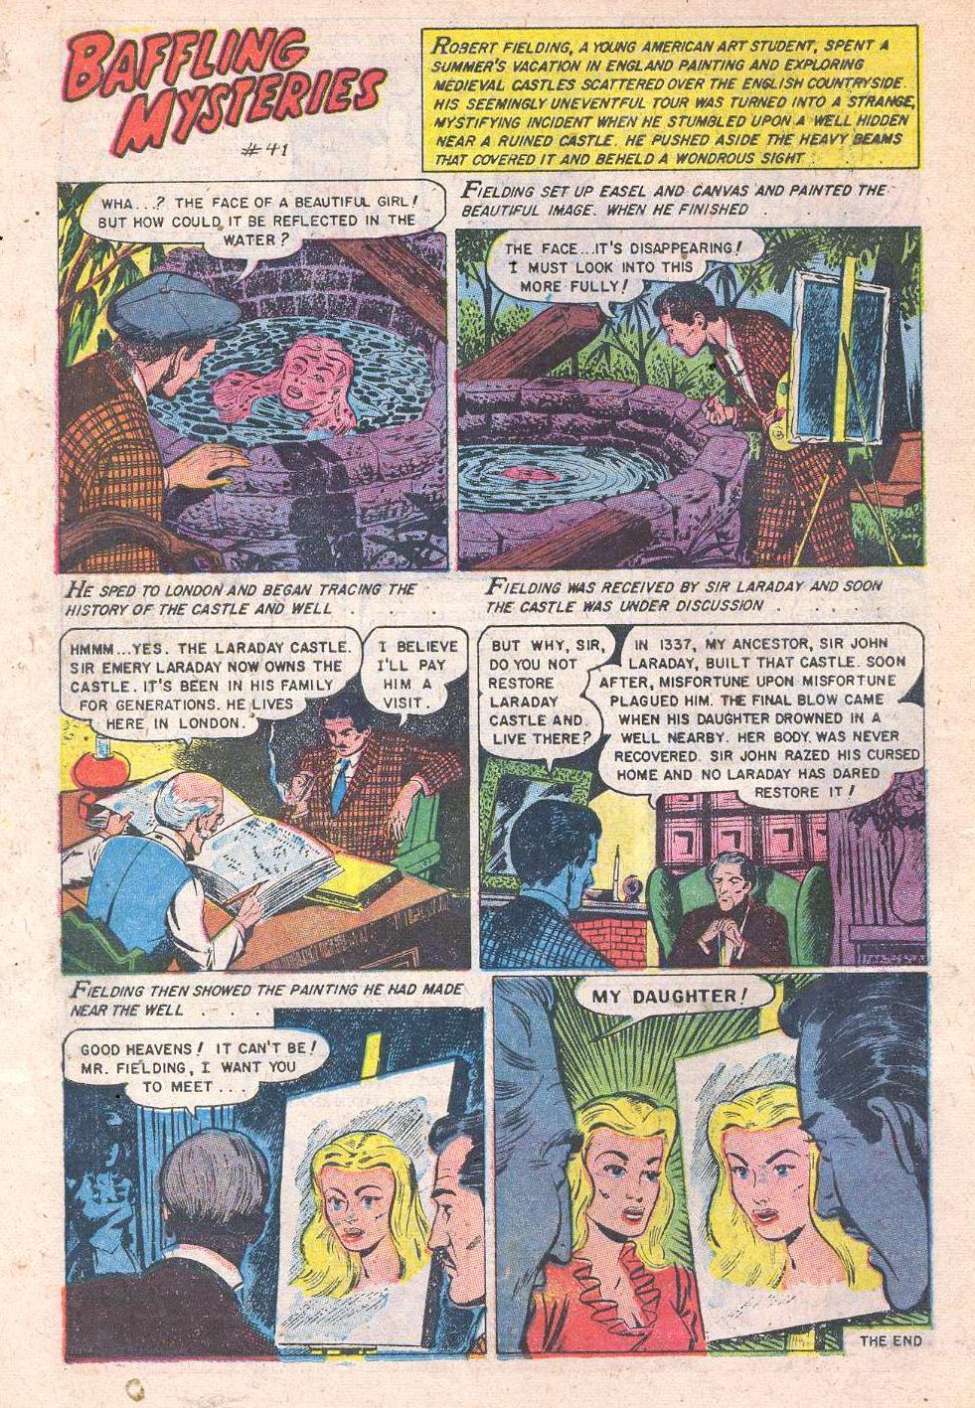 BAFFLING
MYSTERIES
#41
ROBERT FIELDING, A YOUNG AMERICAN ART STUDENT, SPENT A
SUMMER'S VACATION IN ENGLAND PAINTING AND EXPLORING
MEDIEVAL CASTLES SCATTERED OVER THE ENGLISH COUNTRYSIDE.
HIS SEEMINGLY UNEVENTFUL TOUR WAS TURNED INTO A STRANGE,
MYSTIFYING INCIDENT WHEN HE STUMBLED UPON A WELL HIDDEN
NEAR A RUINED CASTLE. HE PUSHED ASIDE THE HEAVY BEAMS
THAT COVERED IT AND BEHELD A WONDROUS SIGHT .
WHA...? THE FACE OF A BEAUTIFUL GIRL!
BUT HOW COULD IT BE REFLECTED IN THE
WATER?
FIELDING SET UP EASEL AND CANVAS AND PAINTED THE
BEAUTIFUL IMAGE. WHEN HE FINISHED . . . .
THE FACE...IT'S DISAPPEARING!
I MUST LOOK INTO THIS
MORE FULLY!
HE SPED TO LONDON AND BEGAN TRACING THE
HISTORY OF THE CASTLE AND WELL . . . .
HMMM...YES. THE LARADAY CASTLE.
SIR EMERY LARADAY NOW OWNS THE
CASTLE. IT'S BEEN IN HIS FAMILY
FOR GENERATIONS. HE LIVES
HERE IN LONDON.
I BELIEVE
I'LL PAY
HIM A
VISIT.
FIELDING WAS RECEIVED BY SIR LARADAY AND SOON
THE CASTLE WAS UNDER DISCUSSION . . . . .
BUT WHY, SIR,
DO YOU NOT
RESTORE
LARADAY
CASTLE AND
LIVE THERE?
IN 1337, MY ANCESTOR, SIR JOHN
LARADAY, BUILT THAT CASTLE. SOON
AFTER, MISFORTUNE UPON MISFORTUNE
PLAGUED HIM. THE FINAL BLOW CAME
WHEN HIS DAUGHTER DROWNED IN A
WELL NEARBY. HER BODY WAS NEVER
RECOVERED. SIR JOHN RAZED HIS CURSED
HOME AND NO LARADAY HAS DARED
RESTORE IT!
FIELDING THEN SHOWED THE PAINTING HE HAD MADE
NEAR THE WELL . . . .
GOOD HEAVENS! IT CAN'T BE!
MR. FIELDING, I WANT YOU
TO MEET...
MY DAUGHTER!
THE END